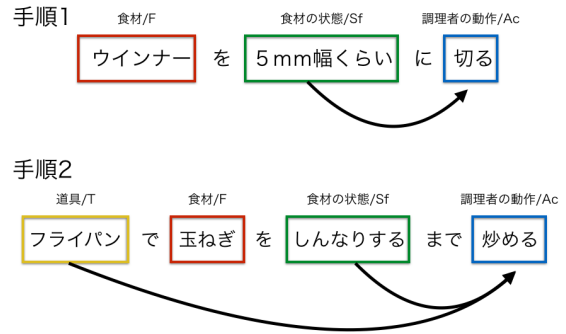 手順1
食材/F 食材の状態/Sf 調理者の動作/Ac
ウインナー を 5mm幅くらい に 切る
手順2
道具/T 食材/F 食材の状態/Sf 調理者の動作/Ac
フライパン で 玉ねぎ を しんなりする まで 炒める